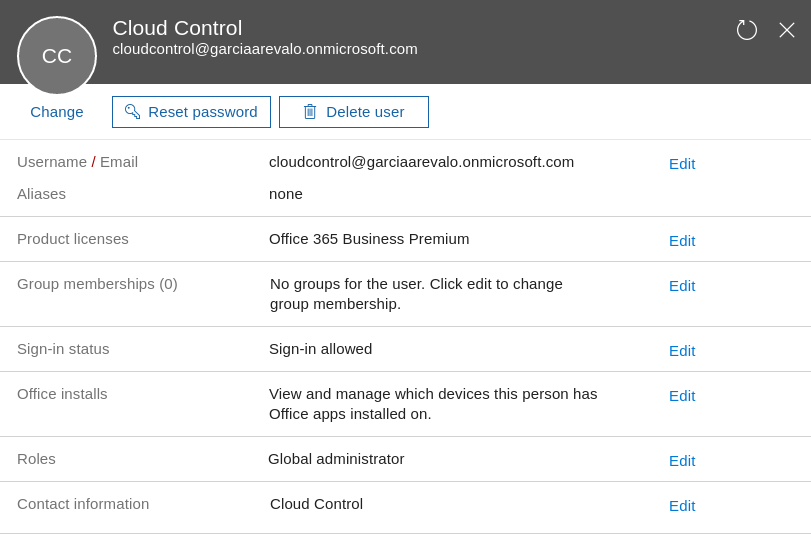 CC
Cloud Control
cloudcontrol@garciaarevalo.onmicrosoft.com
Change
Reset password
Delete user
Username / Email
cloudcontrol@garciaarevalo.onmicrosoft.com
Edit
Aliases
none
Product licenses
Office 365 Business Premium
Edit
Group memberships (0)
No groups for the user. Click edit to change
group membership.
Edit
Sign-in status
Sign-in allowed
Edit
Office installs
View and manage which devices this person has
Office apps installed on.
Edit
Roles
Global administrator
Edit
Contact information
Cloud Control
Edit